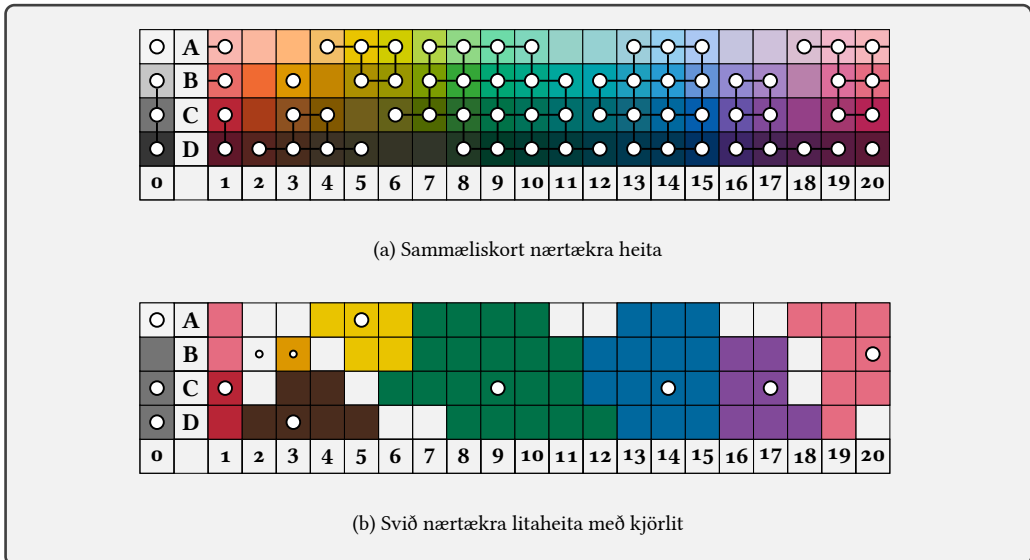 A
B
C
D
0 1 2 3 4 5 6 7 8 9 10 11 12 13 14 15 16 17 18 19 20
(a) Sammæliskort nærtækra heita
A
B
C
D
0 1 2 3 4 5 6 7 8 9 10 11 12 13 14 15 16 17 18 19 20
(b) Svið nærtækra litaheita með kjörlit